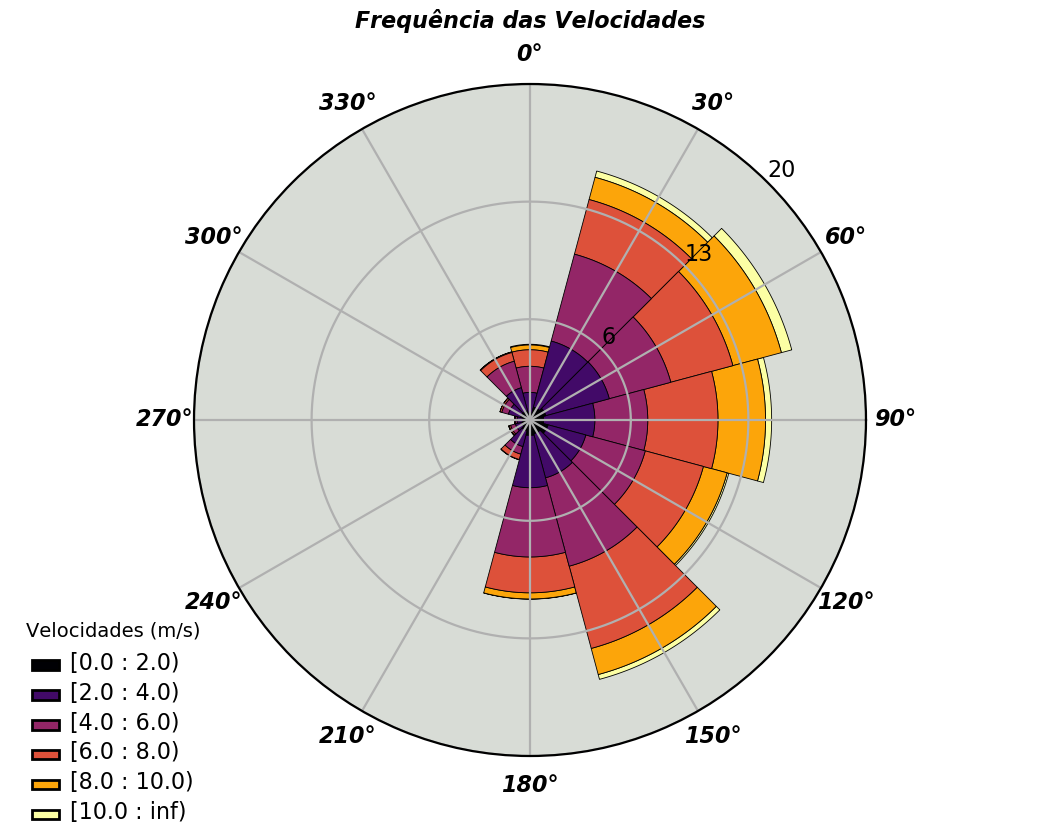 Frequência das Velocidades
0°
330°
30°
20
300°
60°
13
6
270°
90°
240°
120°
210°
150°
180°
Velocidades (m/s)
[0.0 : 2.0)
[2.0 : 4.0)
[4.0 : 6.0)
[6.0 : 8.0)
[8.0 : 10.0)
[10.0 : inf)